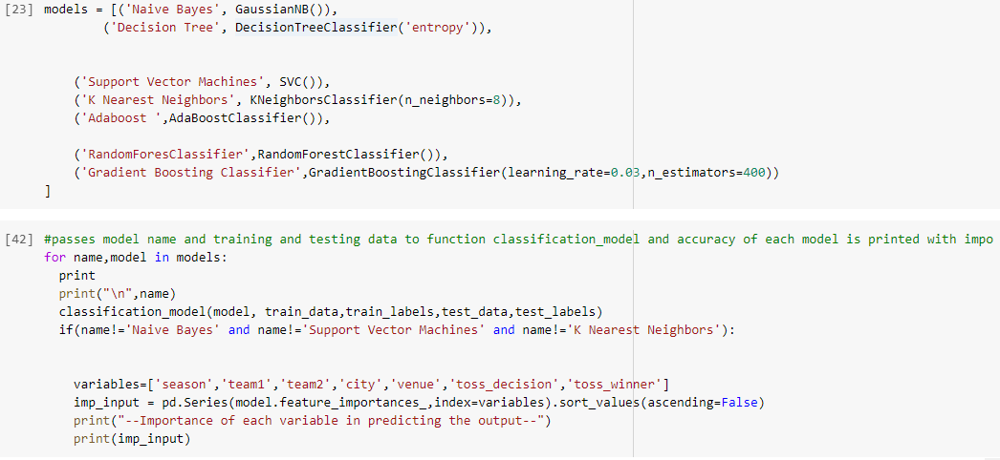 [23] models = [('Naive Bayes', GaussianNB()),
('Decision Tree', DecisionTreeClassifier('entropy')),
('Support Vector Machines', SVC()),
('K Nearest Neighbors', KNeighborsClassifier(n_neighbors=8)),
('Adaboost ',AdaBoostClassifier()),
('RandomForesClassifier',RandomForestClassifier()),
('Gradient Boosting Classifier',GradientBoostingClassifier(learning_rate=0.03,n_estimators=400))
]
[42] #passes model name and training and testing data to function classification_model and accuracy of each model is printed with impo
for name,model in models:
print
print("\n",name)
classification_model(model, train_data,train_labels,test_data,test_labels)
if(name!='Naive Bayes' and name!='Support Vector Machines' and name!='K Nearest Neighbors'):
variables=['season','team1','team2','city','venue','toss_decision','toss_winner']
imp_input = pd.Series(model.feature_importances_,index=variables).sort_values(ascending=False)
print("--Importance of each variable in predicting the output--")
print(imp_input)